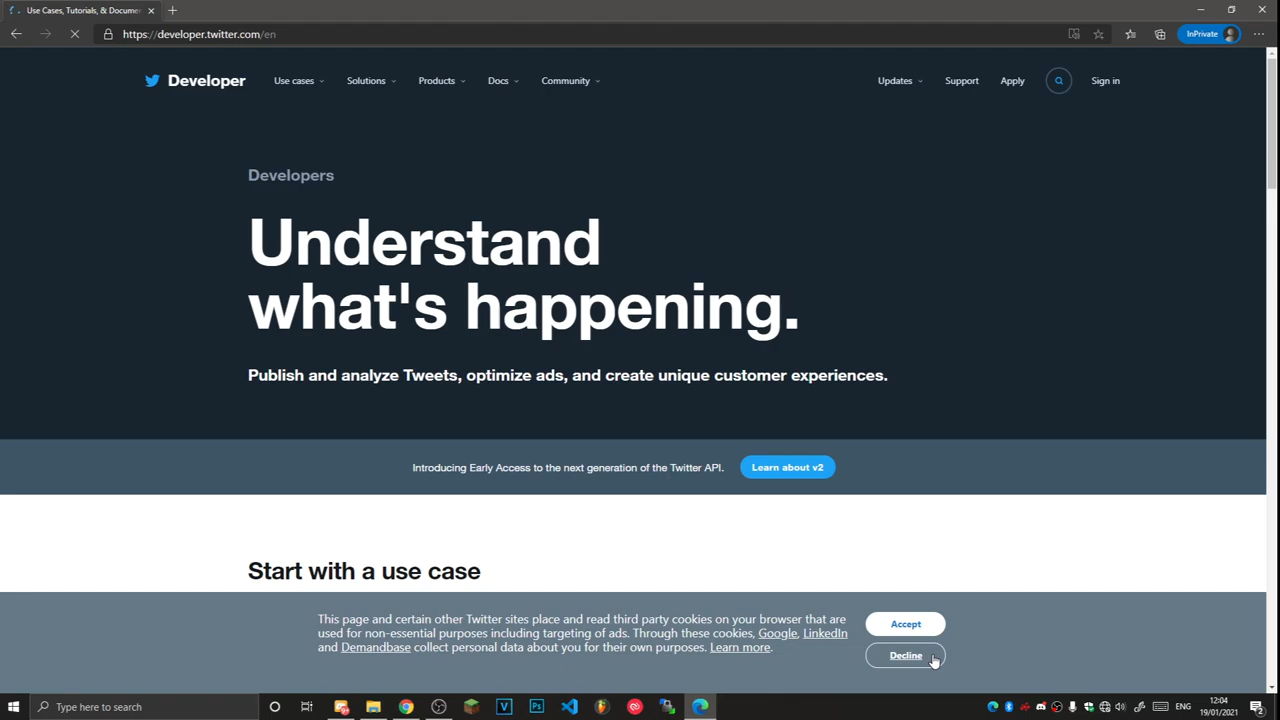 Use Cases, Tutorials, & Documen
https://developer.twitter.com/en
InPrivate
Developer
Use cases
Solutions
Products
Docs
Community
Updates
Support
Apply
Sign in
Developers
Understand
what's happening.
Publish and analyze Tweets, optimize ads, and create unique customer experiences.
Introducing Early Access to the next generation of the Twitter API.
Learn about v2
Start with a use case
This page and certain other Twitter sites place and read third party cookies on your browser that are
used for non-essential purposes including targeting of ads. Through these cookies, Google, LinkedIn
and Demandbase collect personal data about you for their own purposes. Learn more.
Accept
Decline
Type here to search
V
Ps
ENG
12:04
19/01/2021
2